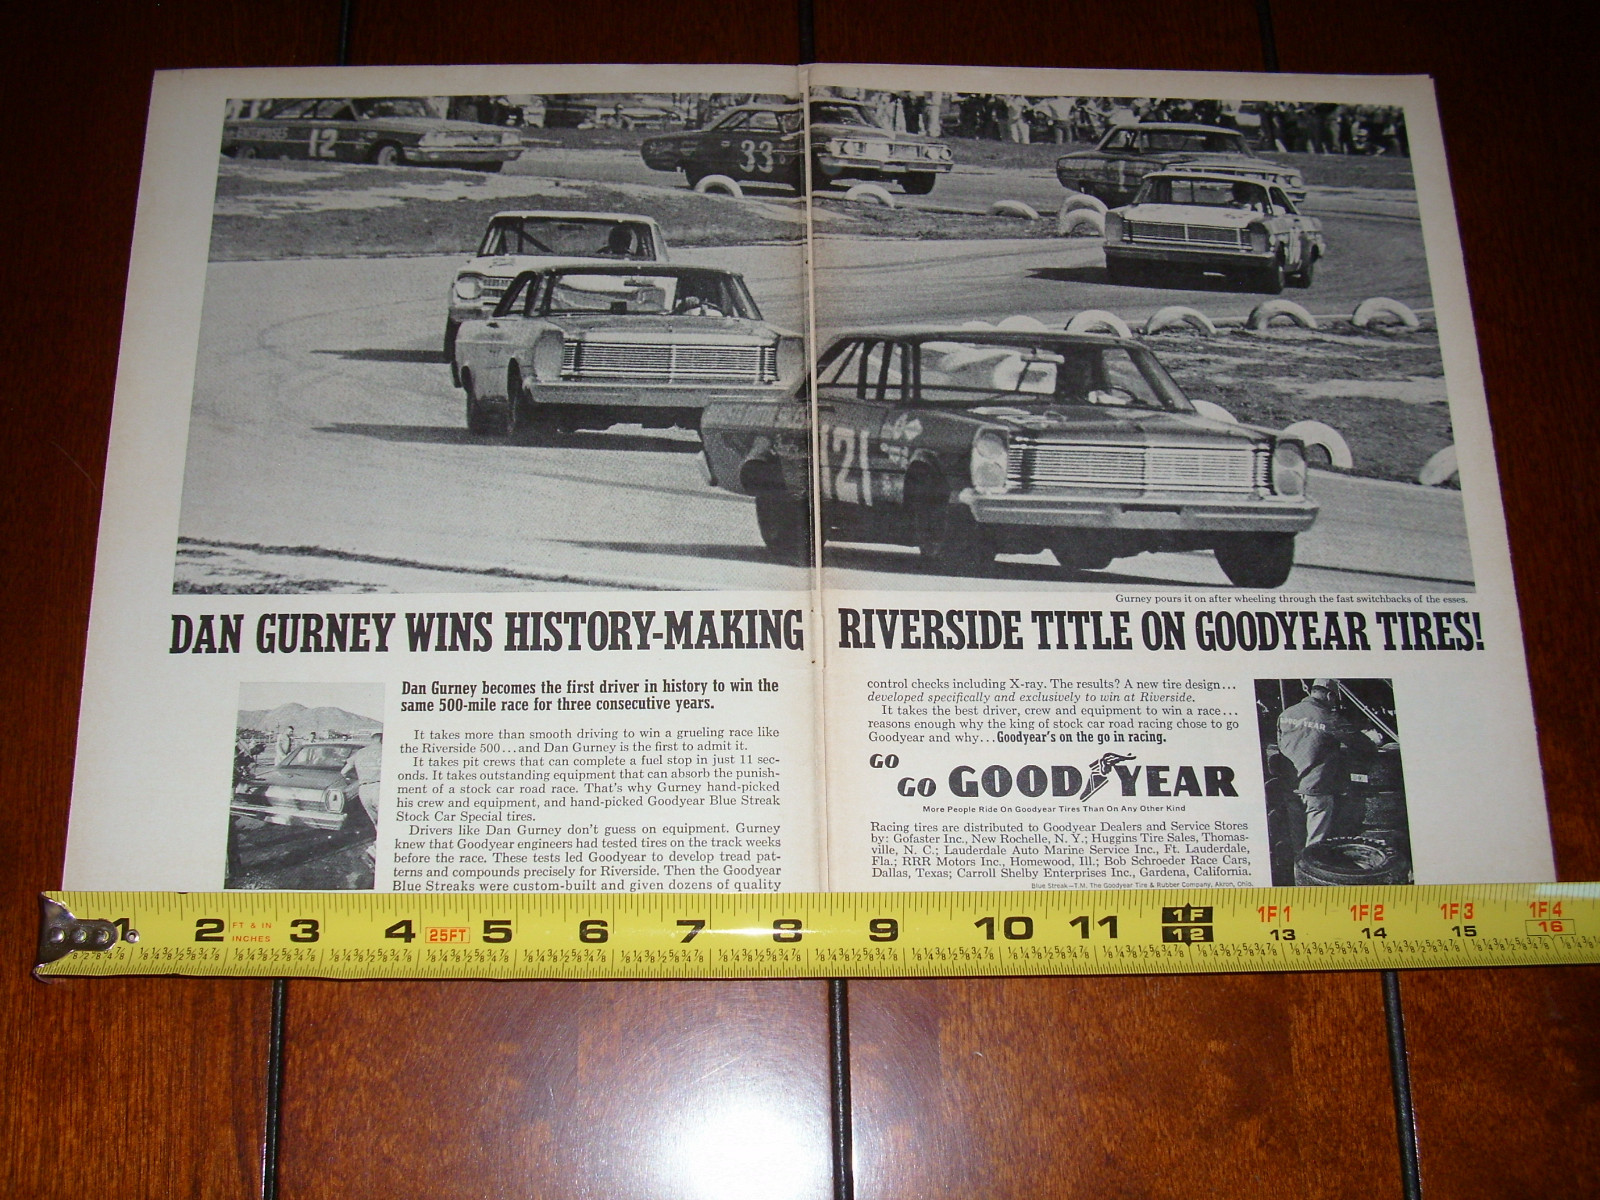 12
33
121
Gurney pours it on after wheeling through the fast switchbacks of the esses.
DAN GURNEY WINS HISTORY-MAKING RIVERSIDE TITLE ON GOODYEAR TIRES!
Dan Gurney becomes the first driver in history to win the
same 500-mile race for three consecutive years.
It takes more than smooth driving to win a grueling race like
the Riverside 500...and Dan Gurney is the first to admit it.
It takes pit crews that can complete a fuel stop in just 11 sec-
onds. It takes outstanding equipment that can absorb the punish-
ment of a stock car road race. That's why Gurney hand-picked
his crew and equipment, and hand-picked Goodyear Blue Streak
Stock Car Special tires.
Drivers like Dan Gurney don't guess on equipment. Gurney
knew that Goodyear engineers had tested tires on the track weeks
before the race. These tests led Goodyear to develop tread pat-
terns and compounds precisely for Riverside. Then the Goodyear
Blue Streaks were custom-built and given dozens of quality
control checks including X-ray. The results? A new tire design...
developed specifically and exclusively to win at Riverside.
It takes the best driver, crew and equipment to win a race...
reasons enough why the king of stock car road racing chose to go
Goodyear and why...Goodyear's on the go in racing.
GO
GO GOODYEAR
More People Ride On Goodyear Tires Than On Any Other Kind
Racing tires are distributed to Goodyear Dealers and Service Stores
by: Gofaster Inc., New Rochelle, N. Y.; Huggins Tire Sales, Thomas-
ville, N. C.; Lauderdale Auto Marine Service Inc., Ft. Lauderdale,
Fla.; RRR Motors Inc., Homewood, Ill.; Bob Schroeder Race Cars,
Dallas, Texas; Carroll Shelby Enterprises Inc., Gardena, California.
Blue Streak—T.M. The Goodyear Tire & Rubber Company, Akron, Ohio.
GOODYEAR
1 2 FT & IN INCHES 3 4 25FT 5 6 7 8 9 10 11 1F 12 1F1 13 1F2 14 1F3 15 1F4 16